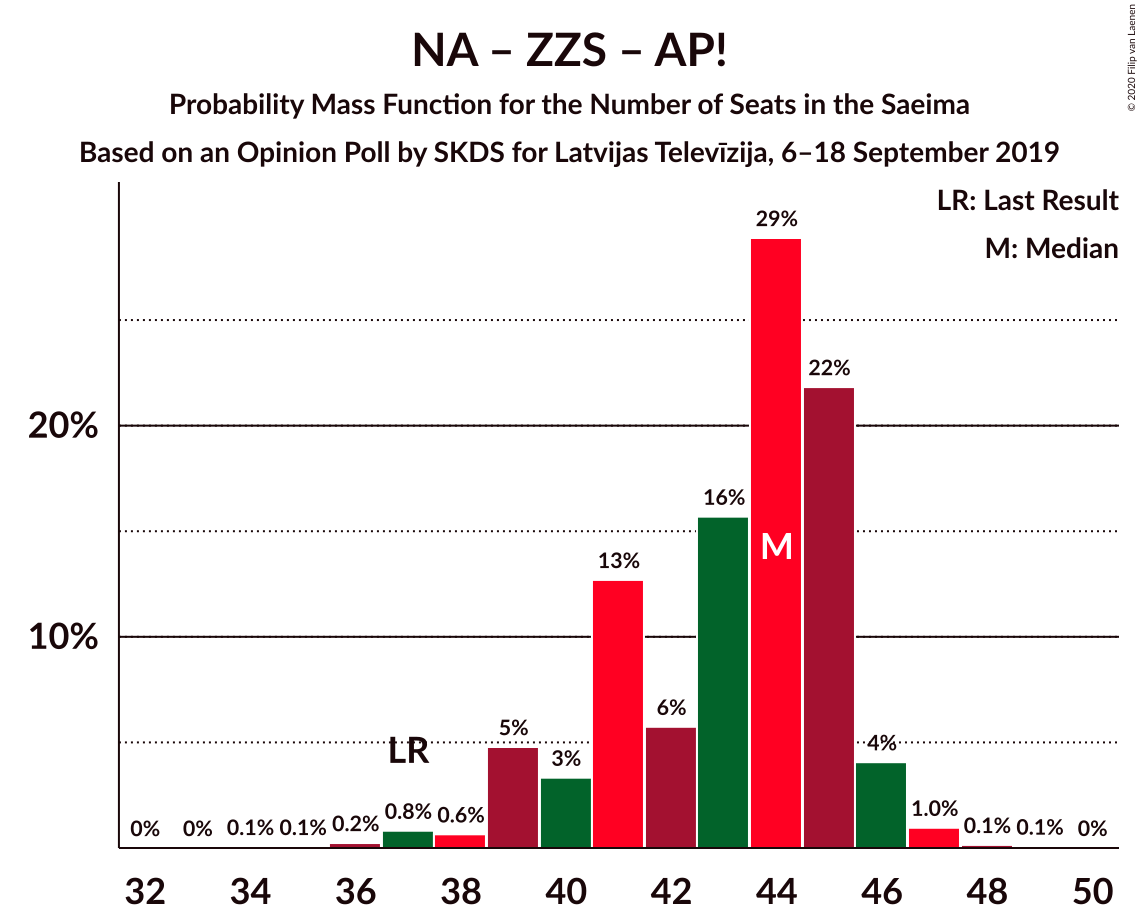 NA – ZZS – AP!
Probability Mass Function for the Number of Seats in the Saeima
Based on an Opinion Poll by SKDS for Latvijas Televīzija, 6–18 September 2019
© 2020 Filip van Laenen
LR: Last Result
M: Median
20%
10%
0%
0%
0.1%
0.1%
0.2%
0.8%
0.6%
5%
3%
13%
6%
16%
29%
22%
4%
1.0%
0.1%
0.1%
0%
LR
M
32 34 36 38 40 42 44 46 48 50